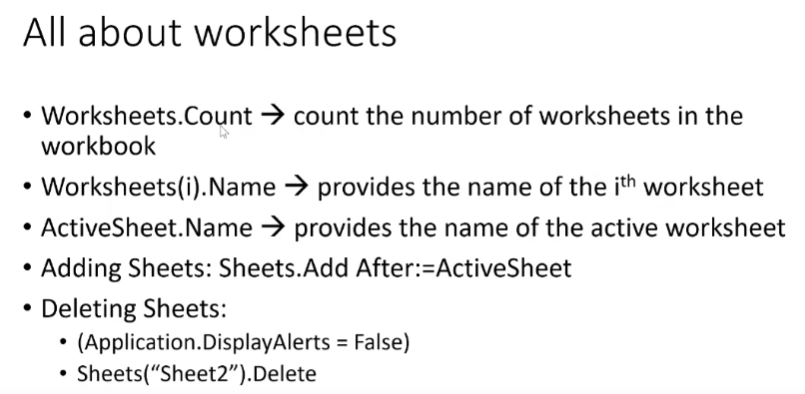 All about worksheets
• Worksheets.Count → count the number of worksheets in the
workbook
• Worksheets(i).Name → provides the name of the ith worksheet
• ActiveSheet.Name → provides the name of the active worksheet
• Adding Sheets: Sheets.Add After:=ActiveSheet
• Deleting Sheets:
• (Application.DisplayAlerts = False)
• Sheets(“Sheet2”).Delete